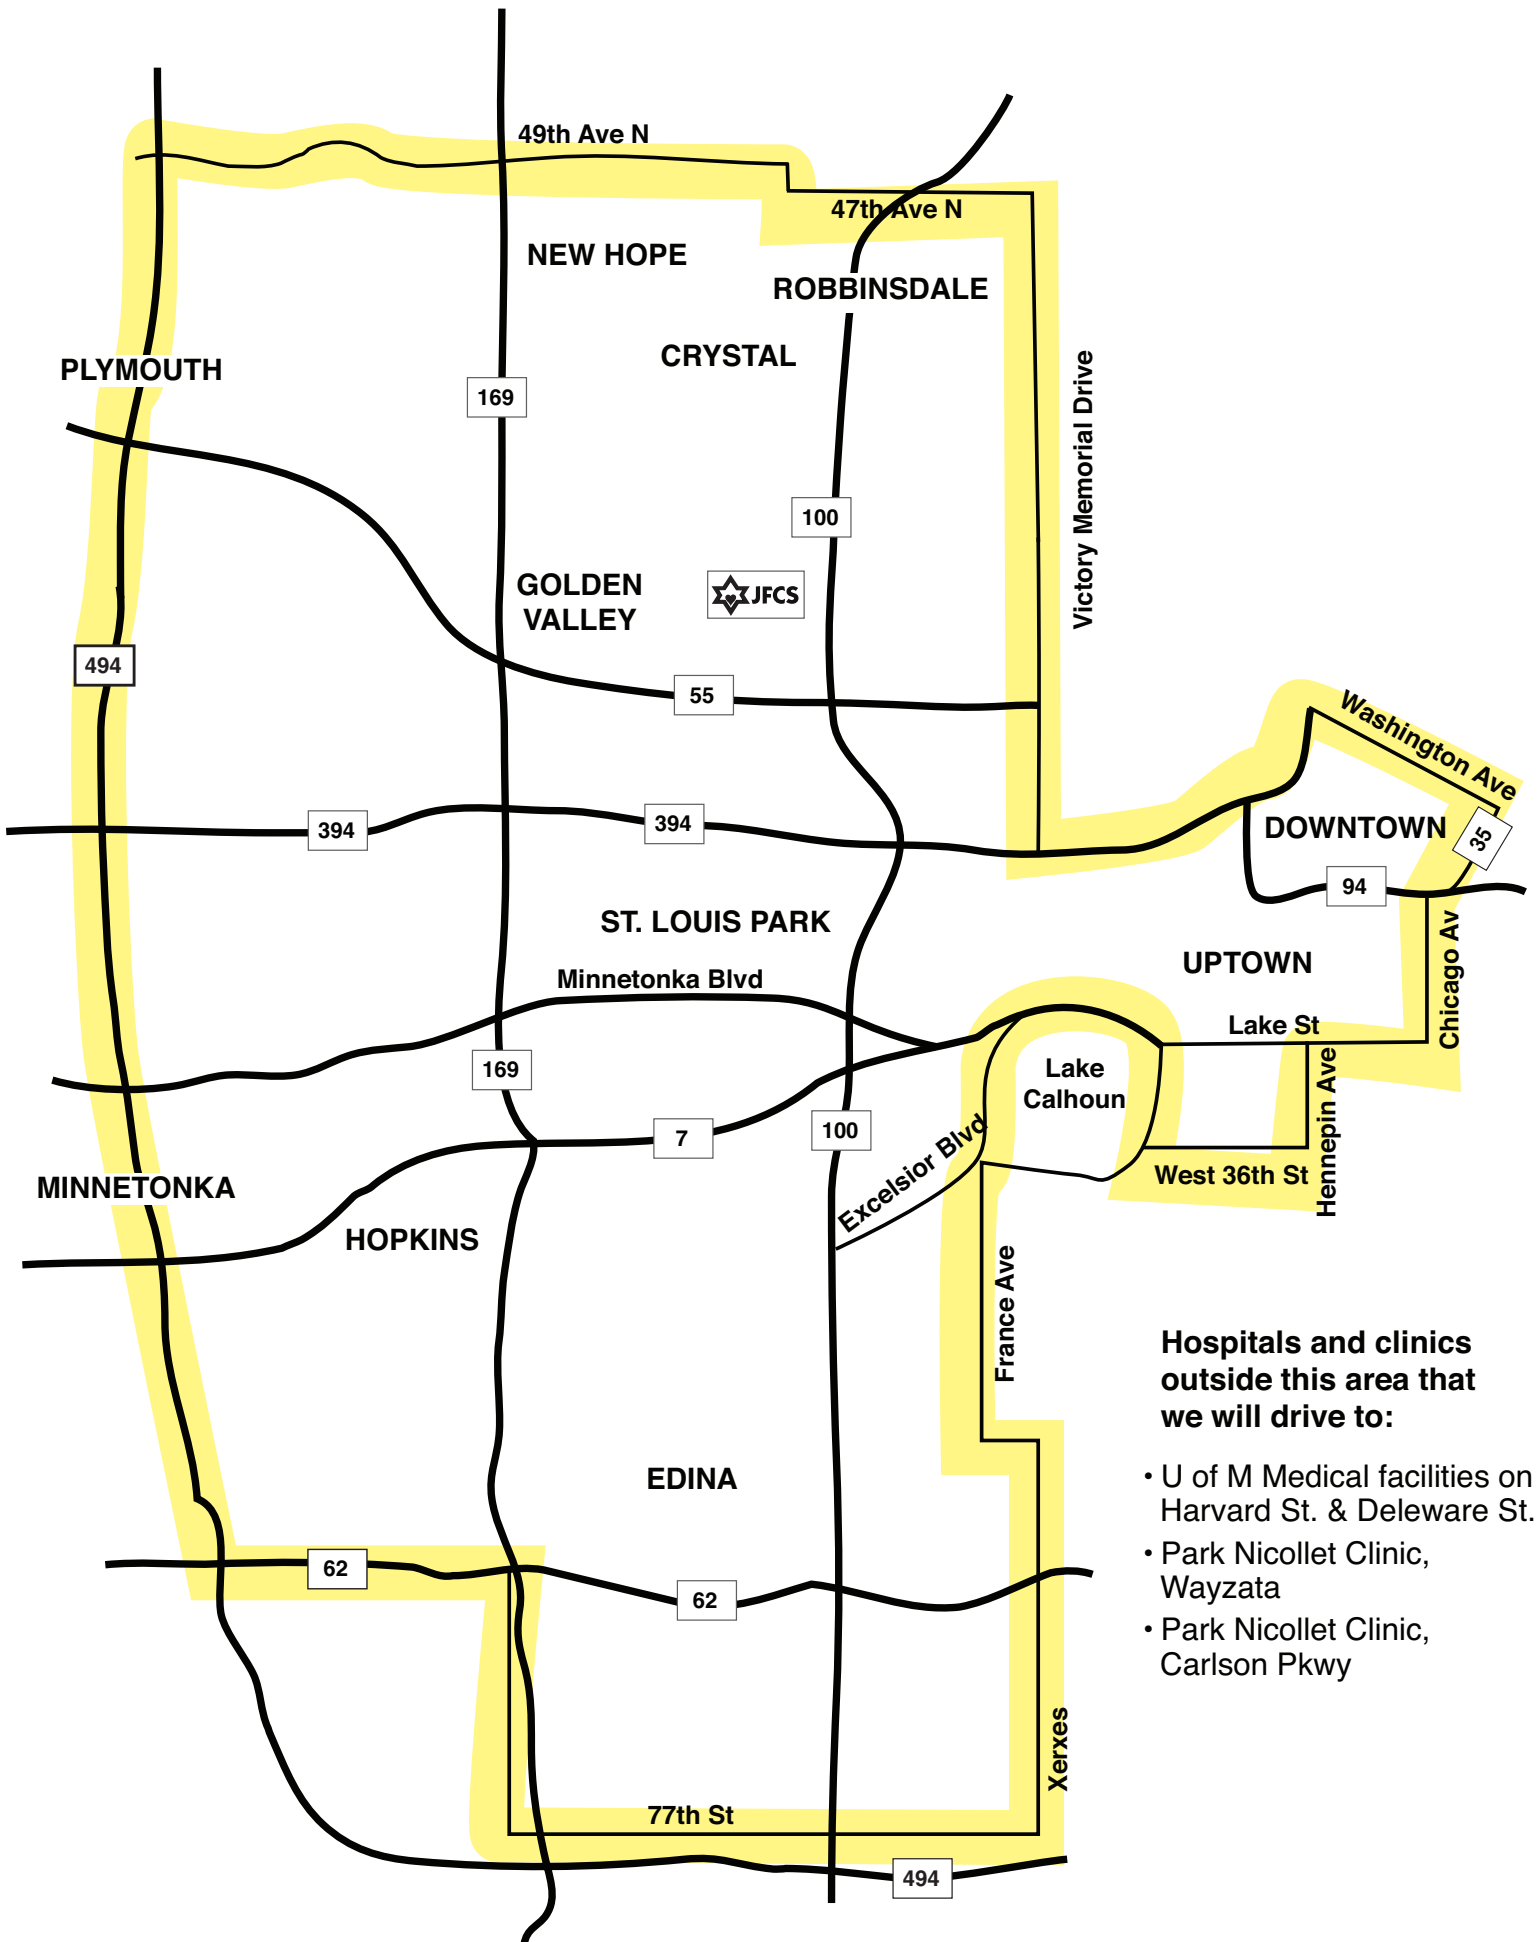 49th Ave N
47th Ave N
NEW HOPE
ROBBINSDALE
CRYSTAL
PLYMOUTH
169
Victory Memorial Drive
100
GOLDEN
VALLEY
JFCS
494
55
Washington Ave
394
394
DOWNTOWN
35
94
ST. LOUIS PARK
UPTOWN
Chicago Av
Minnetonka Blvd
Lake St
169
Lake
Calhoun
Hennepin Ave
7
100
Excelsior Blvd
West 36th St
MINNETONKA
HOPKINS
France Ave
Hospitals and clinics
outside this area that
we will drive to:
• U of M Medical facilities on
Harvard St. & Deleware St.
• Park Nicollet Clinic,
Wayzata
• Park Nicollet Clinic,
Carlson Pkwy
EDINA
62
62
Xerxes
77th St
494